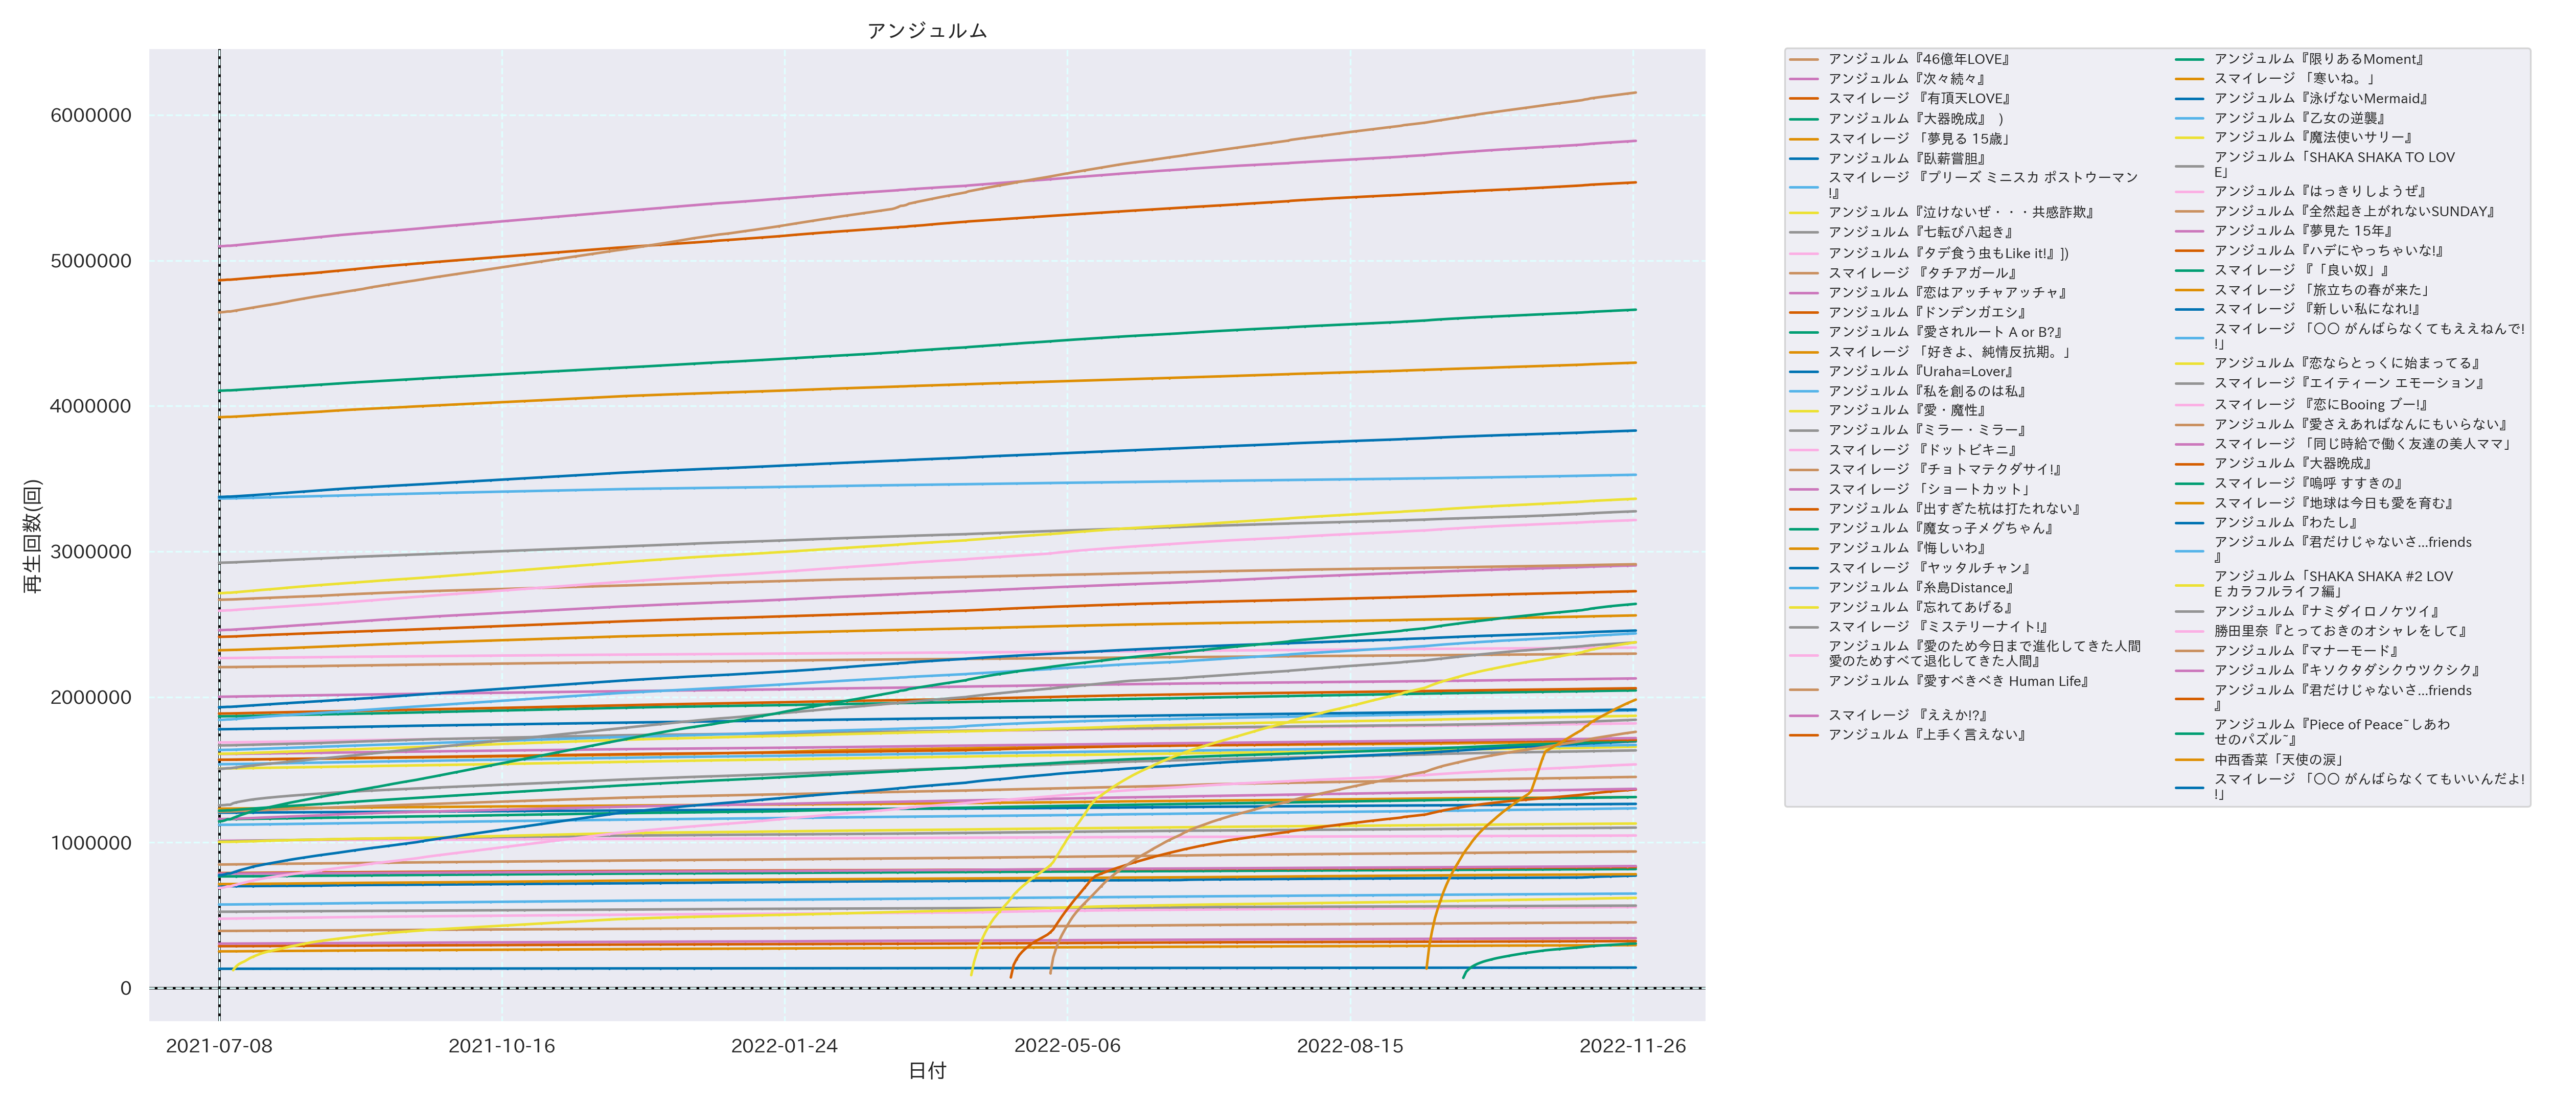 アンジュルム
再生回数(回)
6000000
5000000
4000000
3000000
2000000
1000000
0
2021-07-08
2021-10-16
2022-01-24
2022-05-06
2022-08-15
2022-11-26
日付
アンジュルム『46億年LOVE』
アンジュルム『次々続々』
スマイレージ 『有頂天LOVE』
アンジュルム『大器晩成』 )
スマイレージ 「夢見る 15歳」
アンジュルム『臥薪嘗胆』
スマイレージ 『プリーズ ミニスカ ポストウーマン
!』
アンジュルム『泣けないぜ・・・共感詐欺』
アンジュルム『七転び八起き』
アンジュルム『タデ食う虫もLike it!』])
スマイレージ 『タチアガール』
アンジュルム『恋はアッチャアッチャ』
アンジュルム『ドンデンガエシ』
アンジュルム『愛されルート A or B?』
スマイレージ 「好きよ、純情反抗期。」
アンジュルム『Uraha=Lover』
アンジュルム『私を創るのは私』
アンジュルム『愛・魔性』
アンジュルム『ミラー・ミラー』
スマイレージ 『ドットビキニ』
スマイレージ 『チョトマテクダサイ!』
スマイレージ 「ショートカット」
アンジュルム『出すぎた杭は打たれない』
アンジュルム『魔女っ子メグちゃん』
アンジュルム『悔しいわ』
スマイレージ 『ヤッタルチャン』
アンジュルム『糸島Distance』
アンジュルム『忘れてあげる』
スマイレージ 『ミステリーナイト!』
アンジュルム『愛のため今日まで進化してきた人間
愛のためすべて退化してきた人間』
アンジュルム『愛すべきべき Human Life』
スマイレージ 『ええか!?』
アンジュルム『上手く言えない』
アンジュルム『限りあるMoment』
スマイレージ 「寒いね。」
アンジュルム『泳げないMermaid』
アンジュルム『乙女の逆襲』
アンジュルム『魔法使いサリー』
アンジュルム「SHAKA SHAKA TO LOV
E」
アンジュルム『はっきりしようぜ』
アンジュルム『全然起き上がれないSUNDAY』
アンジュルム『夢見た 15年』
アンジュルム『ハデにやっちゃいな!』
スマイレージ 『「良い奴」』
スマイレージ 「旅立ちの春が来た」
スマイレージ 『新しい私になれ!』
スマイレージ 「〇〇 がんばらなくてもええねんで!
!」
アンジュルム『恋ならとっくに始まってる』
スマイレージ『エイティーン エモーション』
スマイレージ 『恋にBooing ブー!』
アンジュルム『愛さえあればなんにもいらない』
スマイレージ 「同じ時給で働く友達の美人ママ」
アンジュルム『大器晩成』
アンジュルム『嗚呼 すすきの』
スマイレージ『地球は今日も愛を育む』
アンジュルム『わたし』
アンジュルム『君だけじゃないさ...friends
』
アンジュルム「SHAKA SHAKA #2 LOV
E カラフルライフ編」
アンジュルム『ナミダイロノケツイ』
勝田里奈『とっておきのオシャレをして』
アンジュルム『マナーモード』
アンジュルム『キソクタダシクウツクシク』
アンジュルム『君だけじゃないさ...friends
』
アンジュルム『Piece of Peace~しあわ
せのパズル~』
中西香菜「天使の涙」
スマイレージ 「〇〇 がんばらなくてもいいんだよ!
!」